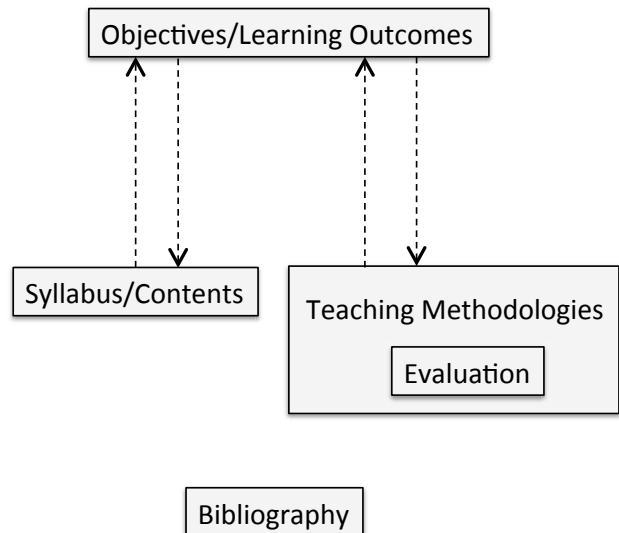 Objectives/Learning Outcomes
Syllabus/Contents
Teaching Methodologies
Evaluation
Bibliography